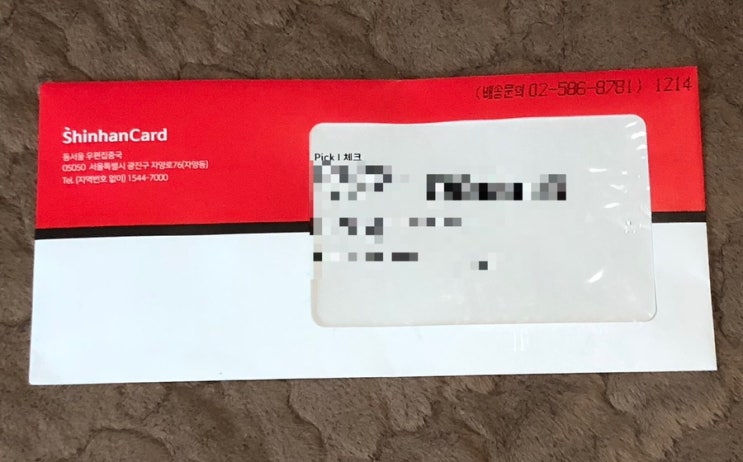 (배송문의 02-586-8781) 1214
ShinhanCard
동서울 우편집중국
05050 서울특별시 광진구 자양로76(자양동)
Tel. (지역번호 없이) 1544-7000
Pick I 체크